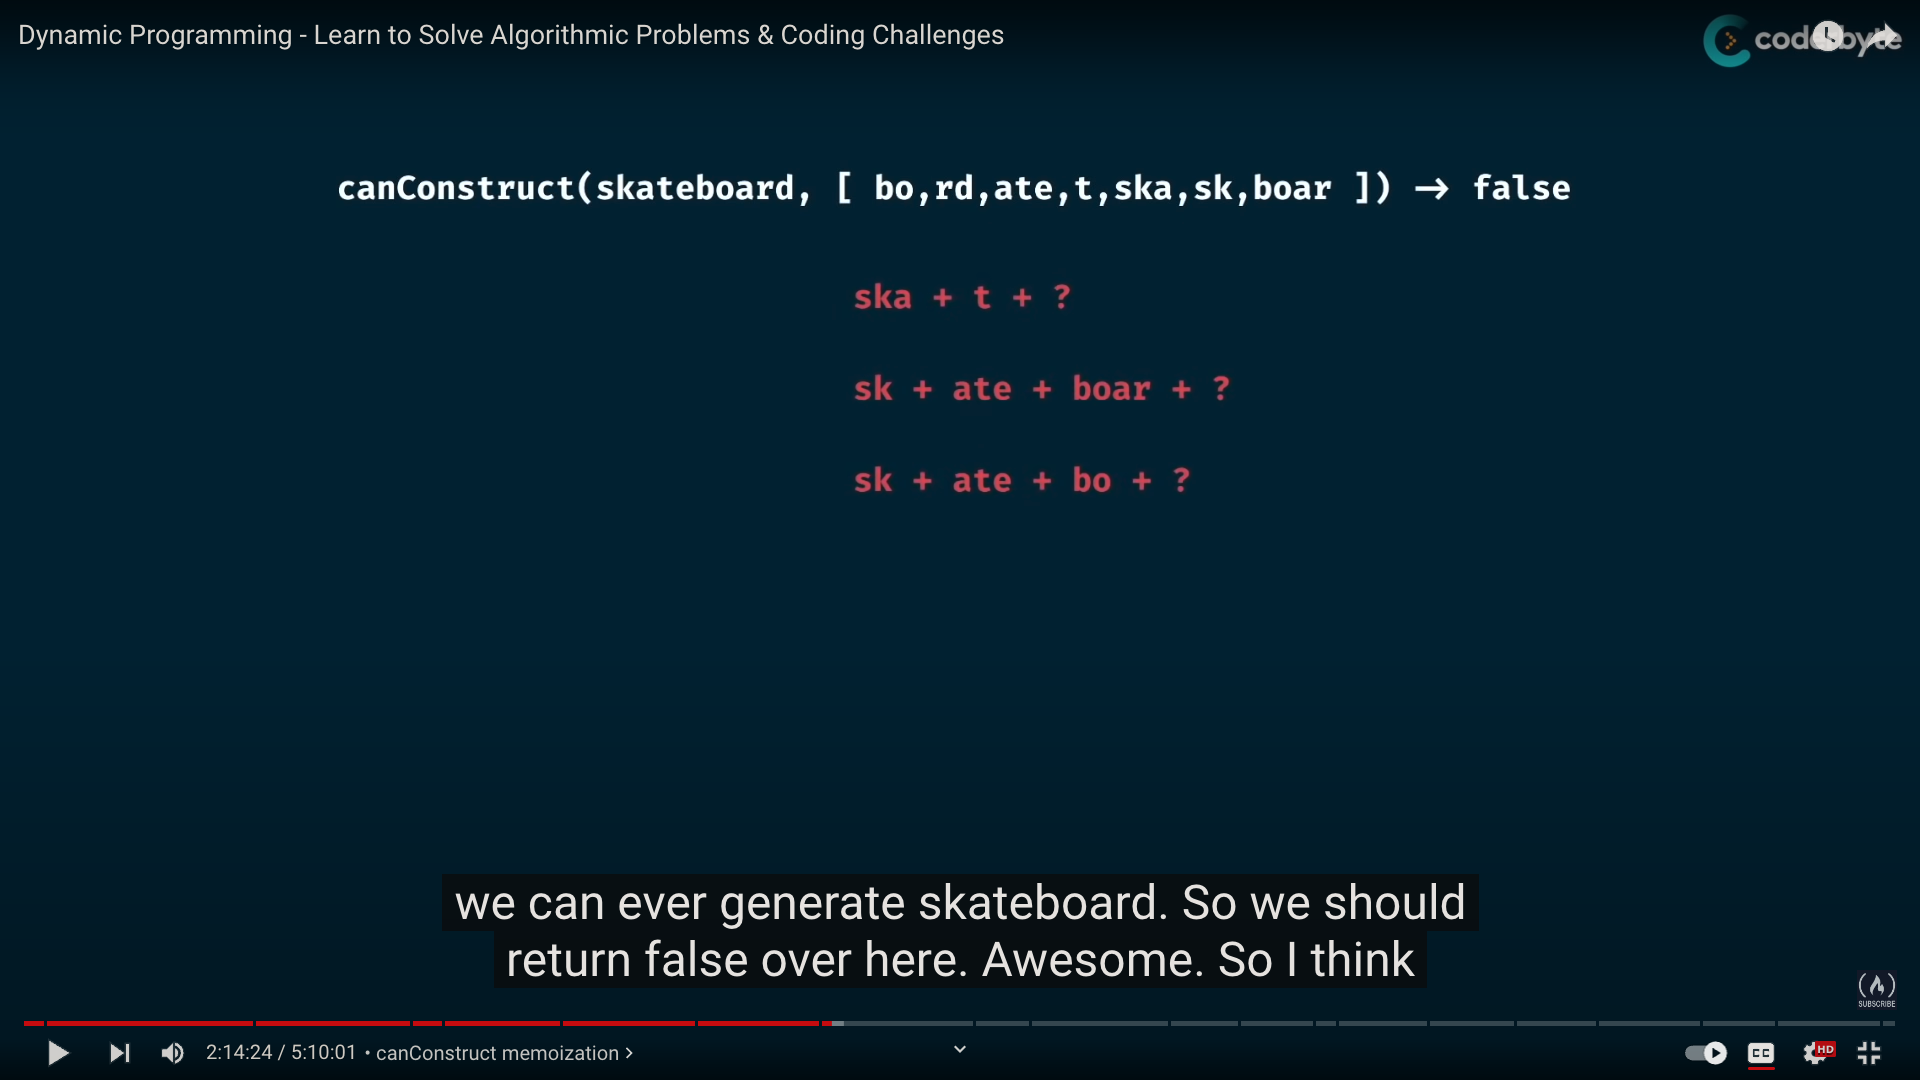 Dynamic Programming - Learn to Solve Algorithmic Problems & Coding Challenges
coderbyte
canConstruct(skateboard, [ bo,rd,ate,t,ska,sk,boar ]) → false
ska + t + ?
sk + ate + boar + ?
sk + ate + bo + ?
we can ever generate skateboard. So we should
return false over here. Awesome. So I think
SUBSCRIBE
2:14:24 / 5:10:01 • canConstruct memoization >
CC
HD